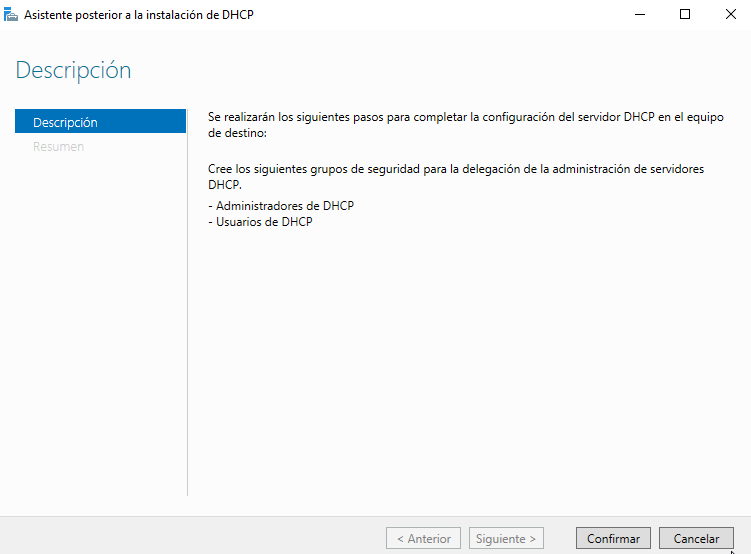 Asistente posterior a la instalación de DHCP
Descripción
Descripción
Resumen
Se realizarán los siguientes pasos para completar la configuración del servidor DHCP en el equipo
de destino:
Cree los siguientes grupos de seguridad para la delegación de la administración de servidores
DHCP.
- Administradores de DHCP
- Usuarios de DHCP
< Anterior
Siguiente >
Confirmar
Cancelar